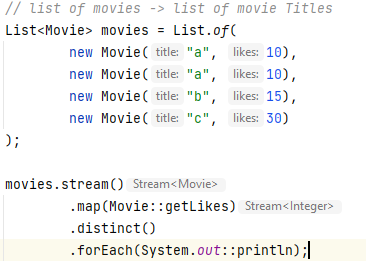 // list of movies -> list of movie Titles
List<Movie> movies = List.of(
new Movie( title: "a", likes: 10),
new Movie( title: "a", likes: 10),
new Movie( title: "b", likes: 15),
new Movie( title: "c", likes: 30)
);
movies.stream() Stream<Movie>
.map(Movie::getLikes) Stream<Integer>
.distinct()
.forEach(System.out::println);